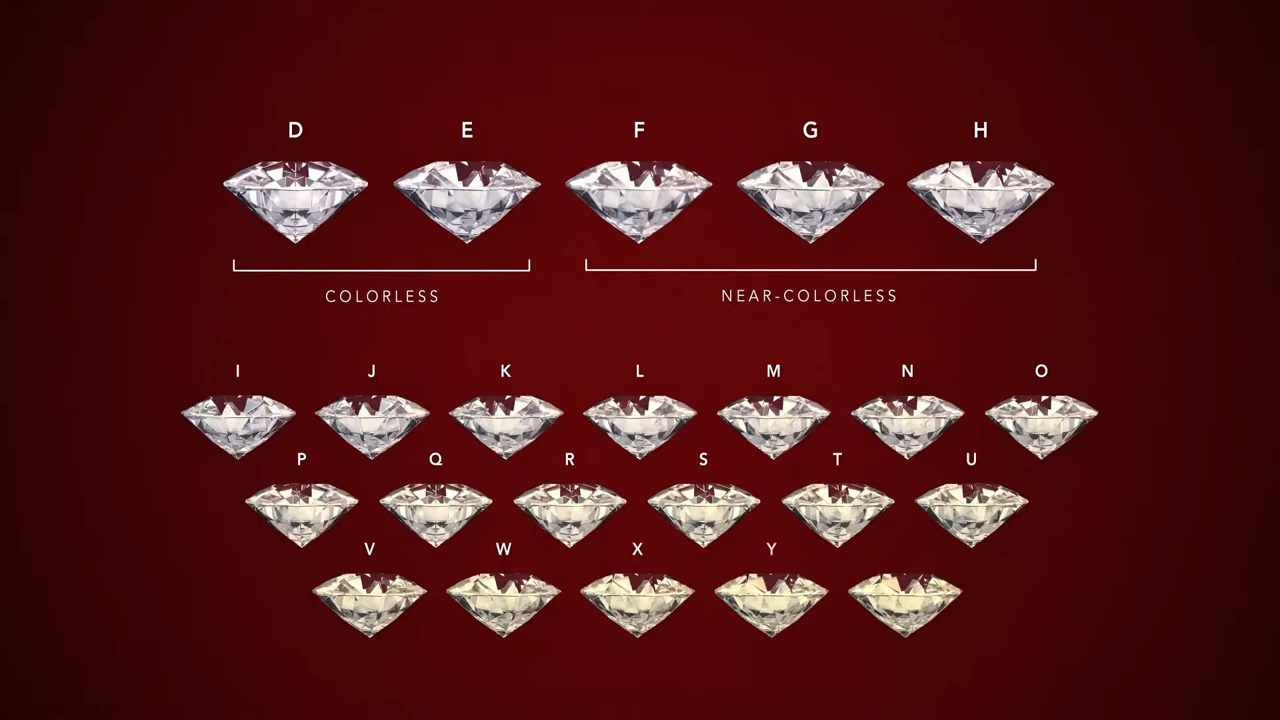 D E F G H
COLORLESS NEAR-COLORLESS
I J K L M N O
P Q R S T U
V W X Y